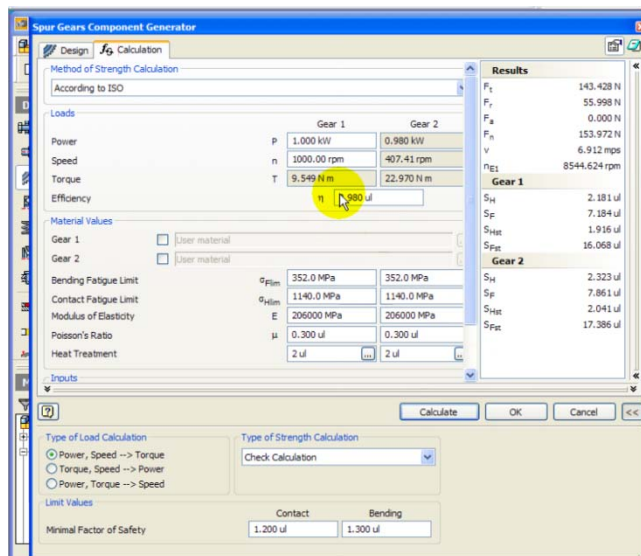 Spur Gears Component Generator
Design
Calculation
Method of Strength Calculation
According to ISO
Loads
Gear 1 Gear 2
Power P 1.000 kW 0.980 kW
Speed n 1000.00 rpm 407.41 rpm
Torque T 9.549 N m 22.970 N m
Efficiency η 0.980 ul
Material Values
Gear 1 User material
Gear 2 User material
Bending Fatigue Limit σFlim 352.0 MPa 352.0 MPa
Contact Fatigue Limit σHlim 1140.0 MPa 1140.0 MPa
Modulus of Elasticity E 206000 MPa 206000 MPa
Poisson's Ratio μ 0.300 ul 0.300 ul
Heat Treatment 2 ul ... 2 ul ...
Inputs
Results
Ft 143.428 N
Fr 55.998 N
Fa 0.000 N
Fn 153.972 N
v 6.912 mps
nE1 8544.624 rpm
Gear 1
SH 2.181 ul
SF 7.184 ul
SHst 1.916 ul
SFst 16.068 ul
Gear 2
SH 2.323 ul
SF 7.861 ul
SHst 2.041 ul
SFst 17.386 ul
Calculate OK Cancel <<
Type of Load Calculation
Power, Speed --> Torque
Torque, Speed --> Power
Power, Torque --> Speed
Type of Strength Calculation
Check Calculation
Limit Values
Contact Bending
Minimal Factor of Safety 1.200 ul 1.300 ul